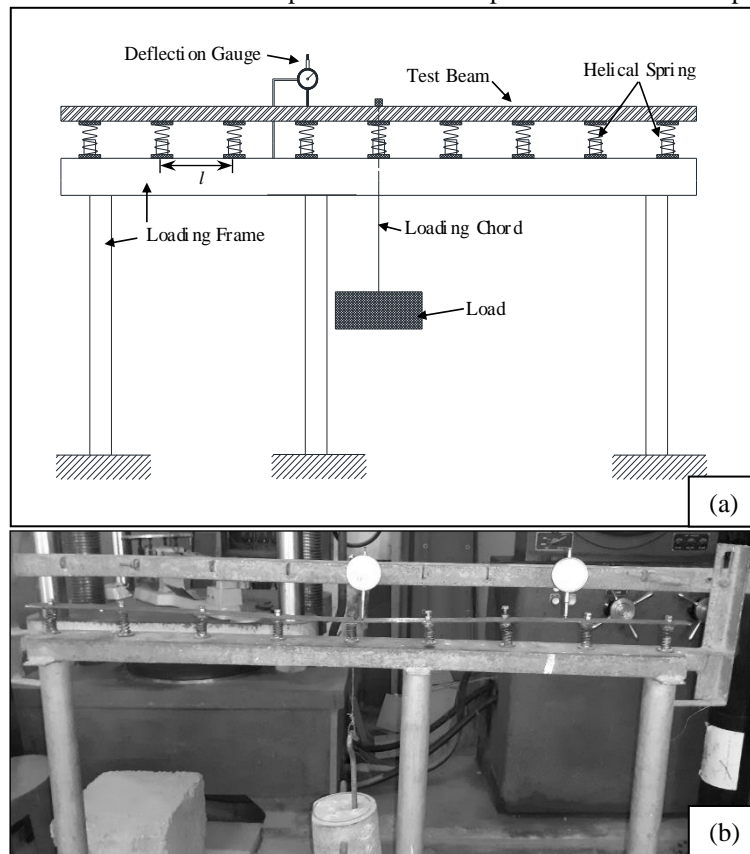 Deflection Gauge
Test Beam
Helical Spring
l
Loading Frame
Loading Chord
Load
(a)
(b)